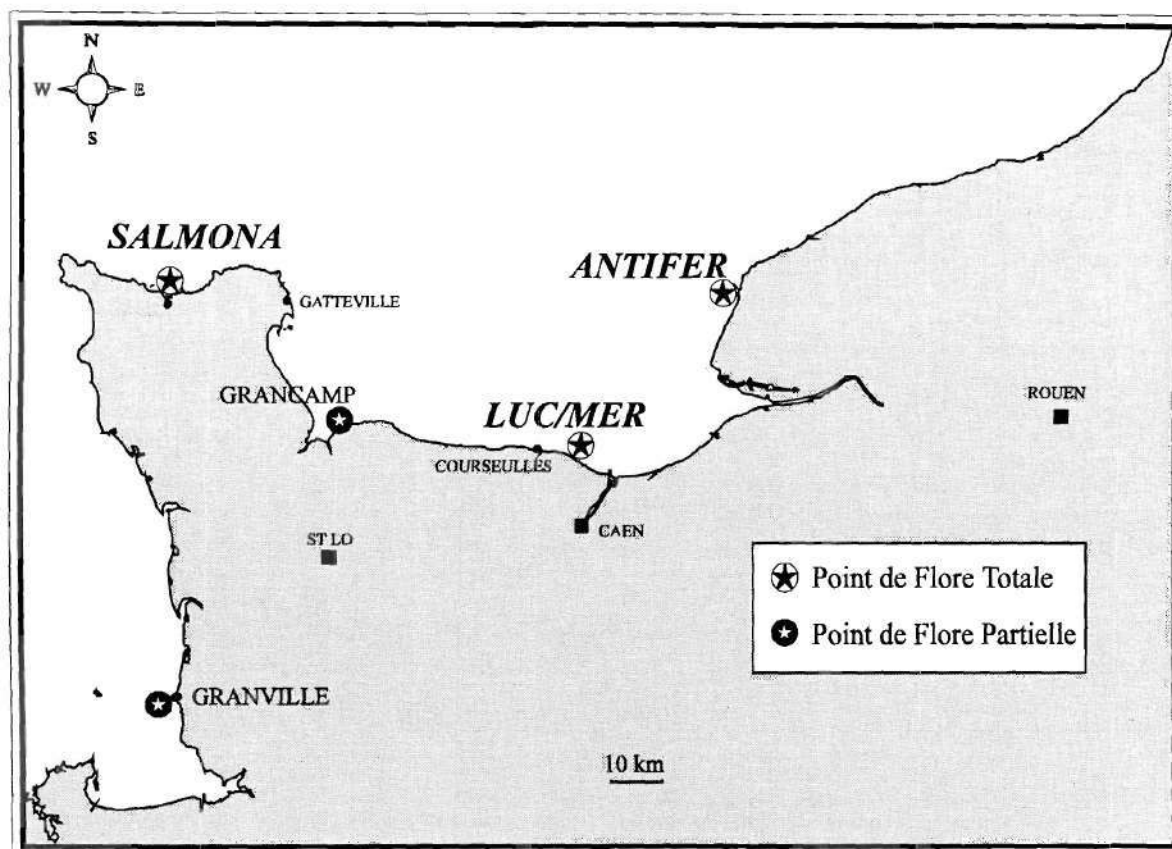 N
W E
S
SALMONA
ANTIFER
GATTEVILLE
GRANCAMP
LUC/MER
ROUEN
COURSEULLES
CAEN
ST LO
Point de Flore Totale
Point de Flore Partielle
GRANVILLE
10 km